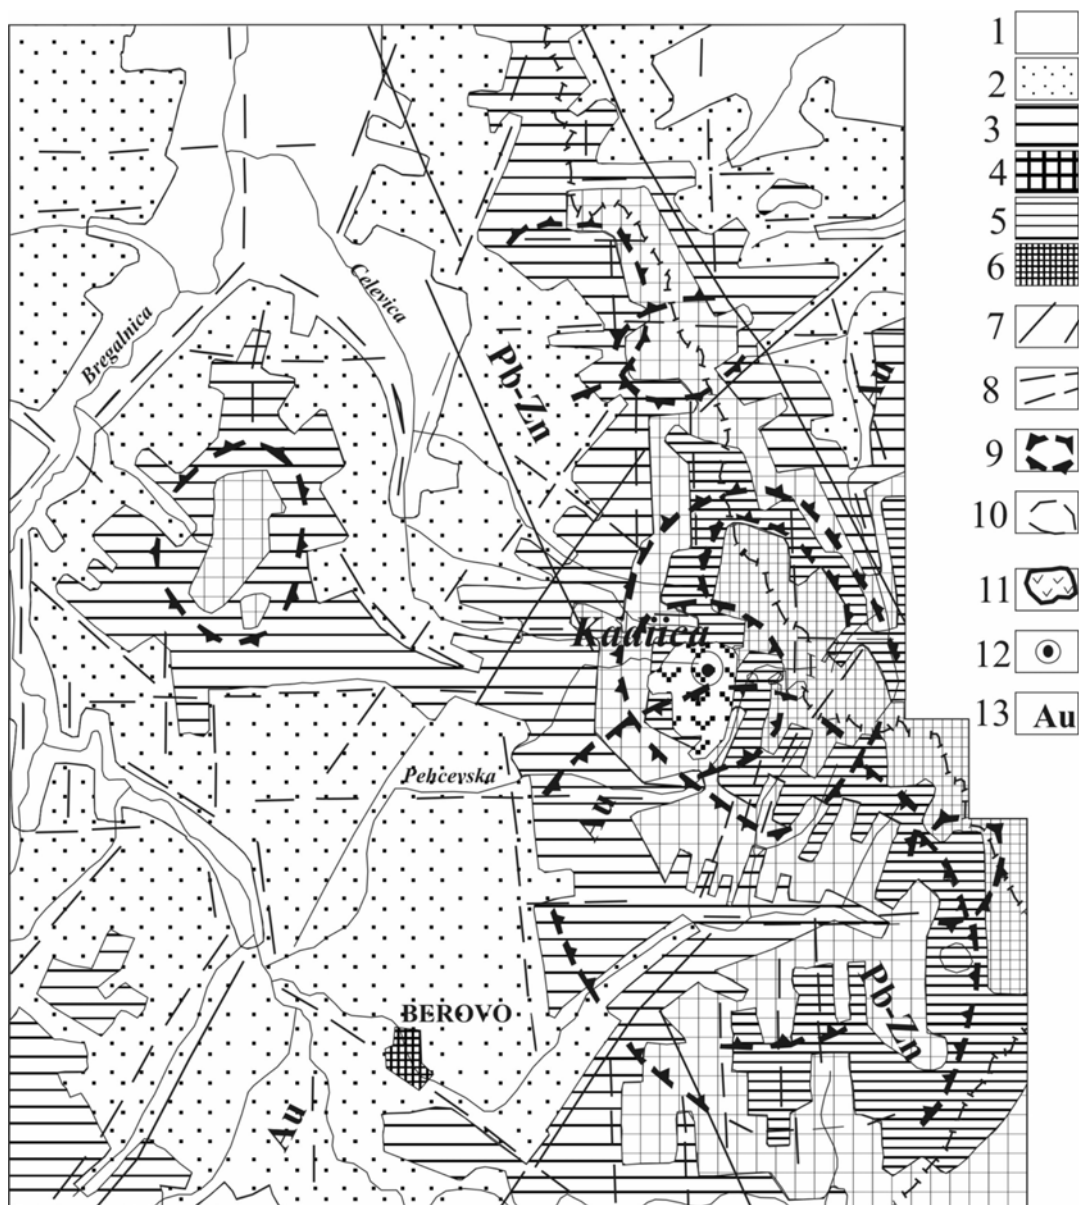 1
2
3
4
5
6
7
8
9
10
11
12
13 Au
Celevica
Bregalnica
Pb-Zn
Au
Kadiica
Pehcevska
Au
BEROVO
Pb-Zn
Au